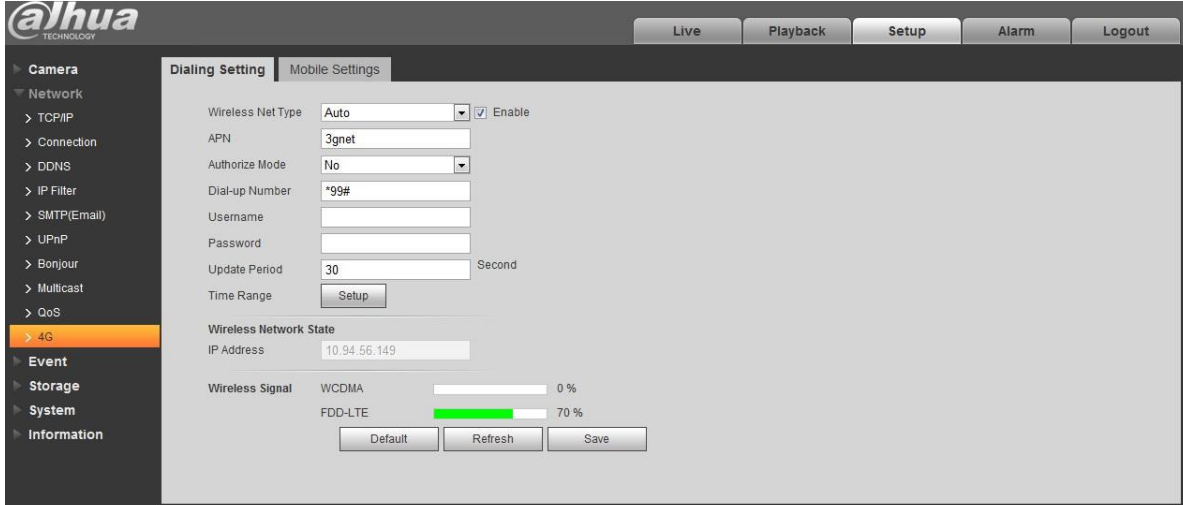 alhua
TECHNOLOGY
Live
Playback
Setup
Alarm
Logout
Camera
Network
> TCP/IP
> Connection
> DDNS
> IP Filter
> SMTP(Email)
> UPnP
> Bonjour
> Multicast
> QoS
> 4G
Event
Storage
System
Information
Dialing Setting
Mobile Settings
Wireless Net Type Auto Enable
APN 3gnet
Authorize Mode No
Dial-up Number *99#
Username
Password
Update Period 30 Second
Time Range Setup
Wireless Network State
IP Address 10.94.56.149
Wireless Signal WCDMA 0 %
FDD-LTE 70 %
Default Refresh Save